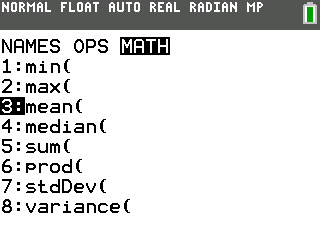 NORMAL FLOAT AUTO REAL RADIAN MP
NAMES OPS MATH
1:min(
2:max(
3:mean(
4:median(
5:sum(
6:prod(
7:stdDev(
8:variance(